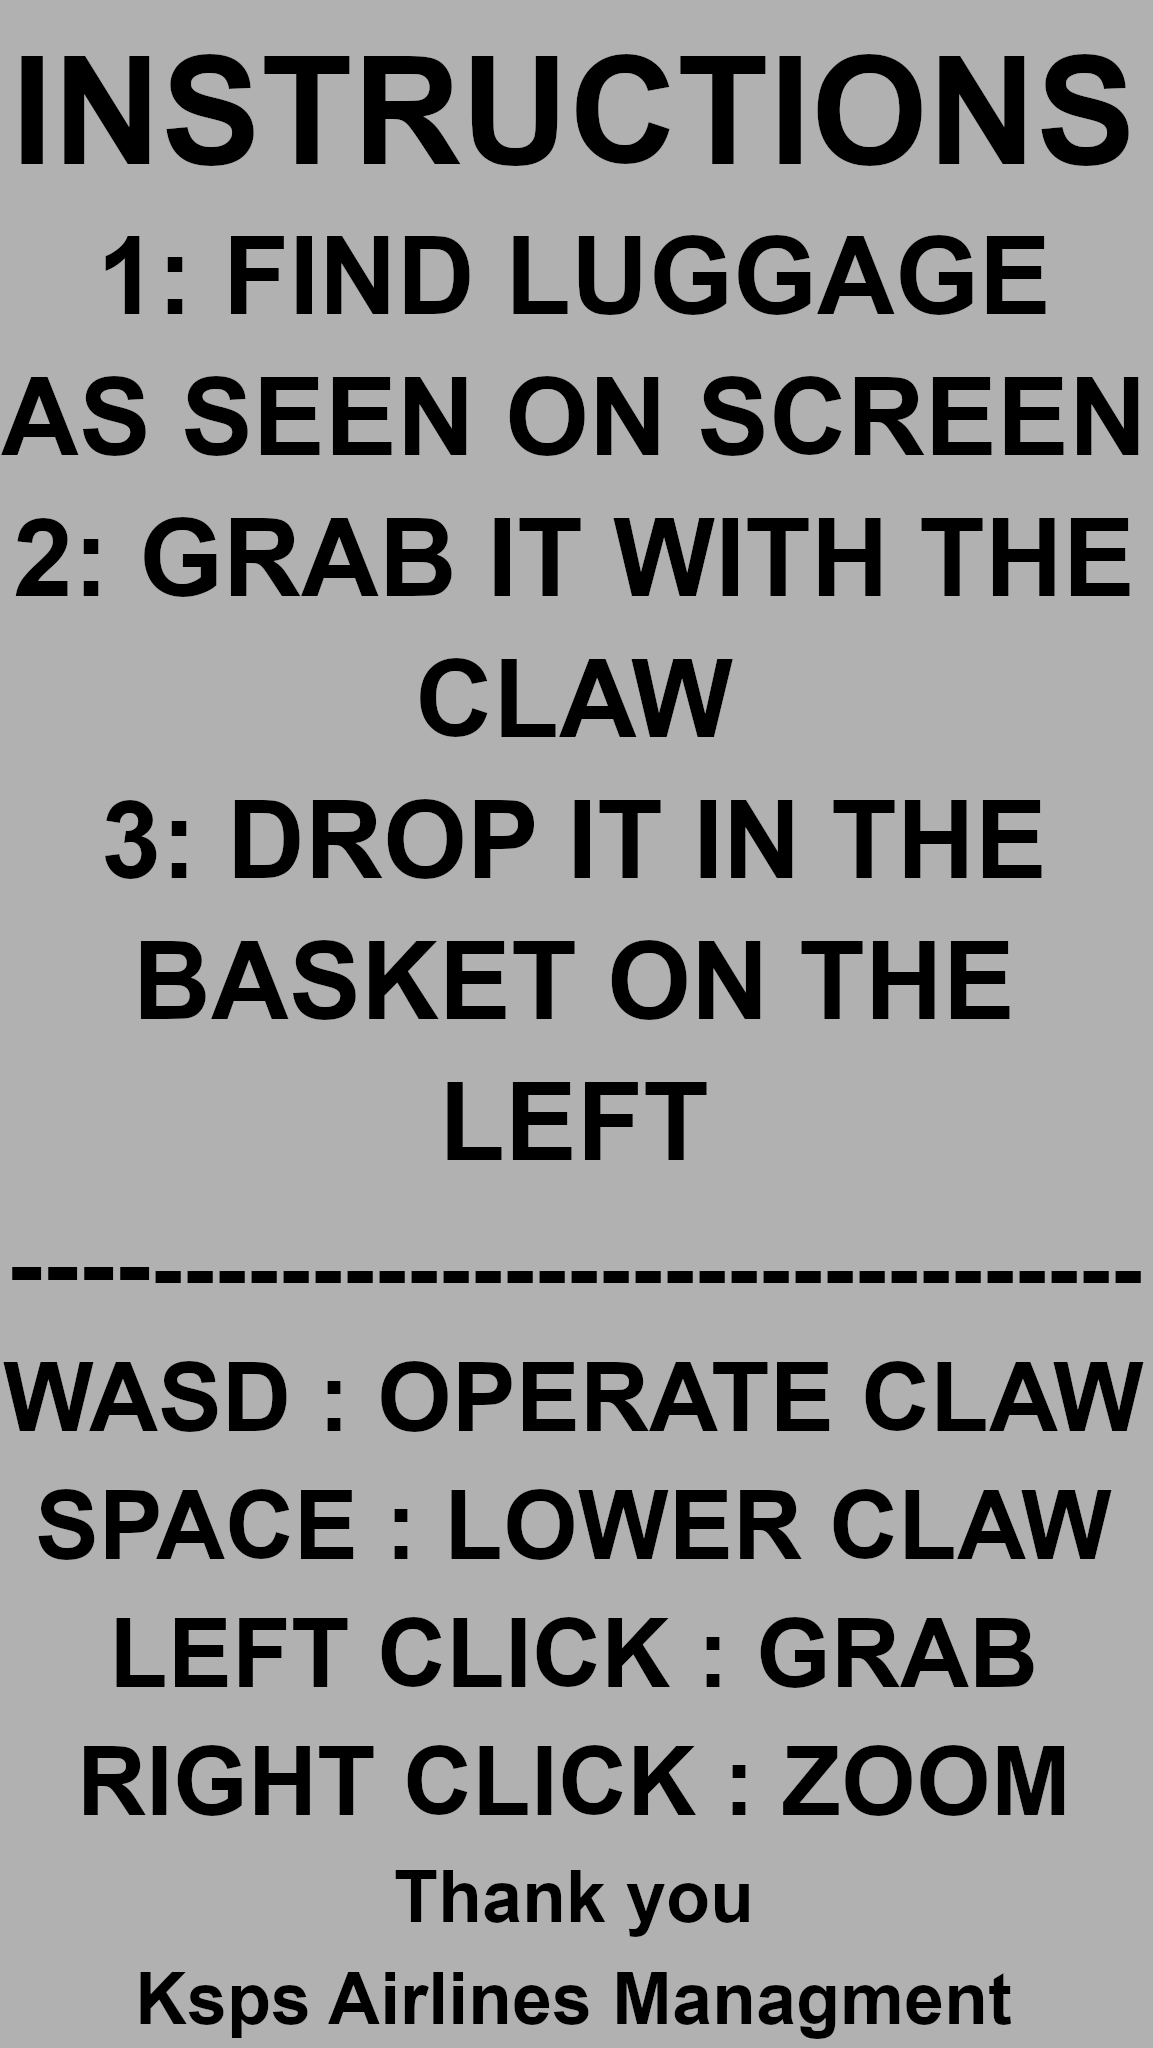 INSTRUCTIONS
1: FIND LUGGAGE
AS SEEN ON SCREEN
2: GRAB IT WITH THE
CLAW
3: DROP IT IN THE
BASKET ON THE
LEFT
-----------------------------------
WASD : OPERATE CLAW
SPACE : LOWER CLAW
LEFT CLICK : GRAB
RIGHT CLICK : ZOOM
Thank you
Ksps Airlines Managment